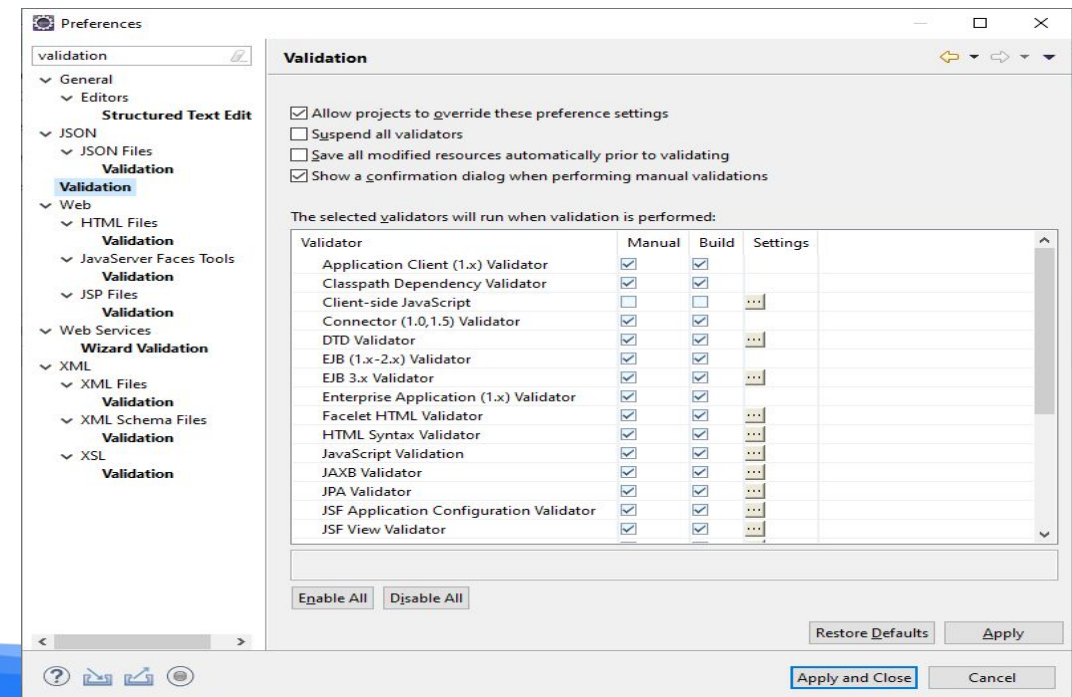 Preferences
validation
Validation
General
Editors
Structured Text Edit
JSON
JSON Files
Validation
Validation
Web
HTML Files
Validation
JavaServer Faces Tools
Validation
JSP Files
Validation
Web Services
Wizard Validation
XML
XML Files
Validation
XML Schema Files
Validation
XSL
Validation
Allow projects to override these preference settings
Suspend all validators
Save all modified resources automatically prior to validating
Show a confirmation dialog when performing manual validations
The selected validators will run when validation is performed:
Validator Manual Build Settings
Application Client (1.x) Validator
Classpath Dependency Validator
Client-side JavaScript ...
Connector (1.0,1.5) Validator
DTD Validator ...
EJB (1.x-2.x) Validator
EJB 3.x Validator ...
Enterprise Application (1.x) Validator
Facelet HTML Validator ...
HTML Syntax Validator ...
JavaScript Validation ...
JAXB Validator ...
JPA Validator ...
JSF Application Configuration Validator ...
JSF View Validator ...
Enable All Disable All
Restore Defaults Apply
? Apply and Close Cancel